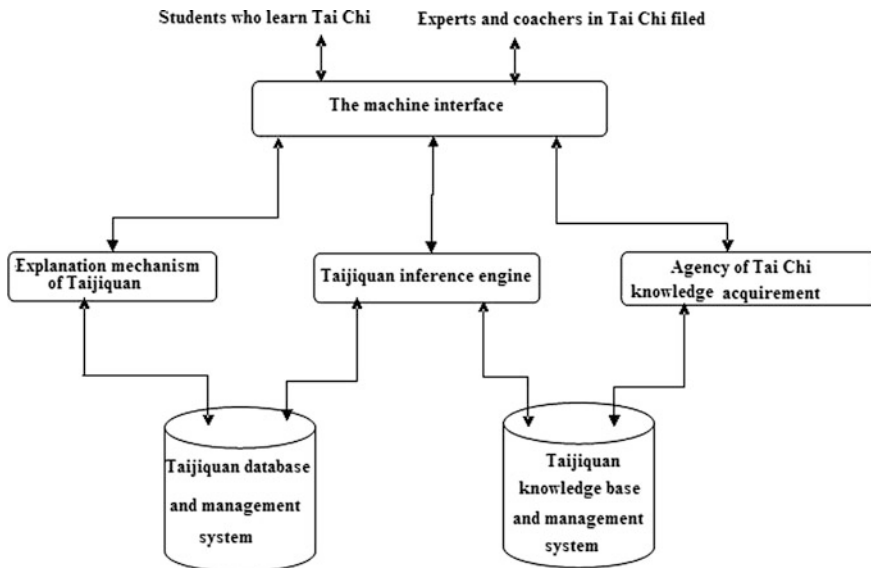 Students who learn Tai Chi
Experts and coachers in Tai Chi filed
The machine interface
Explanation mechanism
of Taijiquan
Taijiquan inference engine
Agency of Tai Chi
knowledge acquirement
Taijiquan database
and management
system
Taijiquan
knowledge base
and management
system